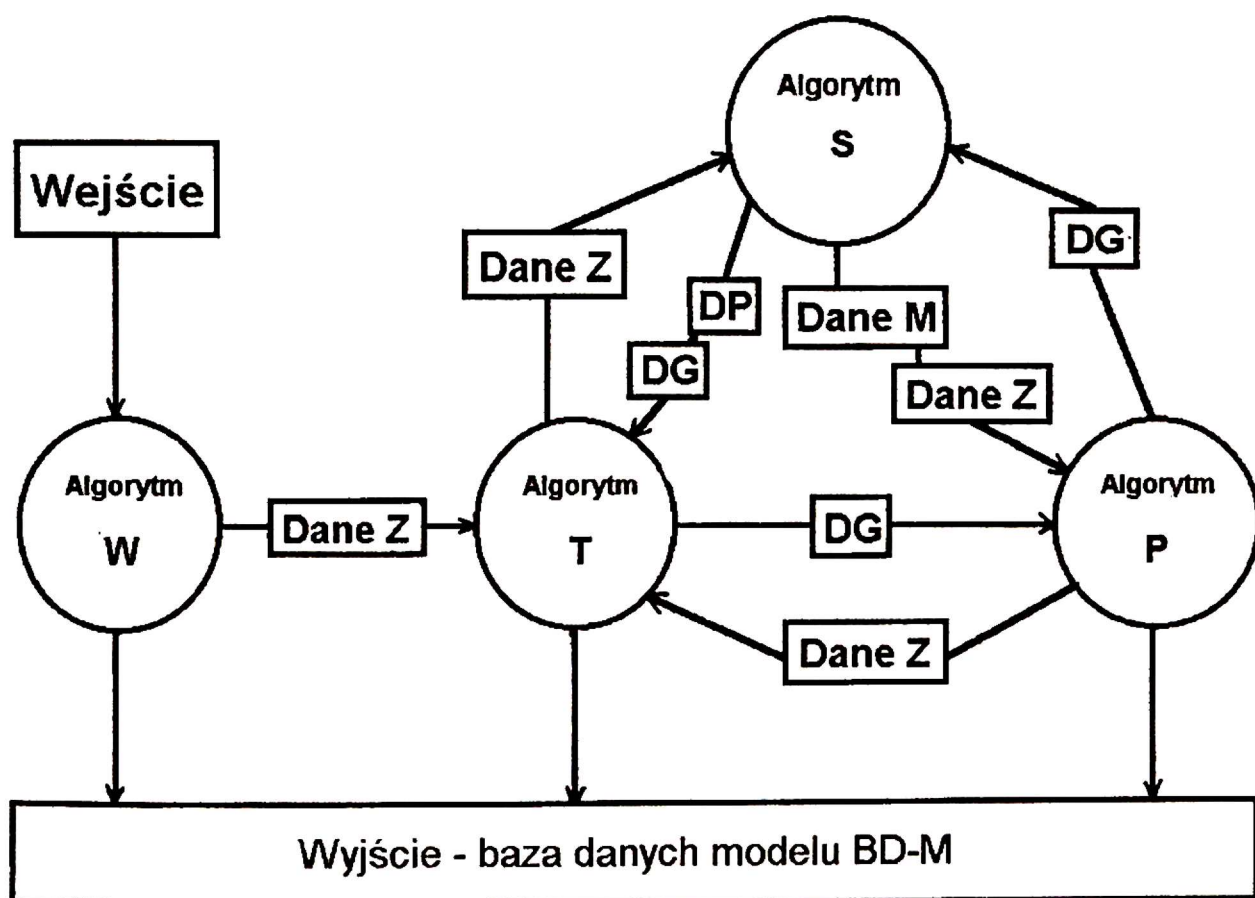 Algorytm
S
Wejście
DG
Dane Z
DP
Dane M
DG
Dane Z
Algorytm
W
Dane Z
Algorytm
T
DG
Algorytm
P
Dane Z
Wyjście - baza danych modelu BD-M